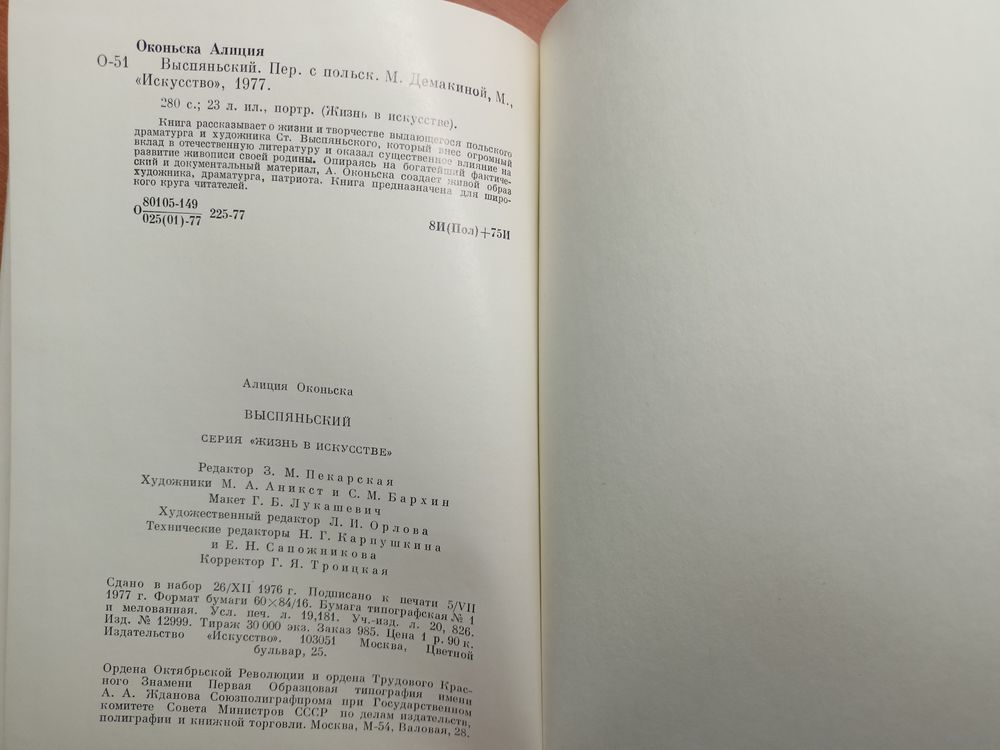 Оконьска Алиция
О-51 Выспяньский. Пер. с польск. М. Демакиной, М.,
«Искусство», 1977.
280 с.; 23 л. ил., портр. (Жизнь в искусстве).
Книга рассказывает о жизни и творчестве выдающегося польского
драматурга и художника Ст. Выспяньского, который внес огромный
вклад в отечественную литературу и оказал существенное влияние на
развитие живописи своей родины. Опираясь на богатейший фактиче-
ский и документальный материал, А. Оконьска создает живой образ
художника, драматурга, патриота. Книга предназначена для широ-
кого круга читателей.
80105-149
О 225-77
025(01)-77
8И(Пол)+75И
Алиция Оконьска
ВЫСПЯНЬСКИЙ
СЕРИЯ «ЖИЗНЬ В ИСКУССТВЕ»
Редактор З. М. Пекарская
Художники М. А. Аникст и С. М. Бархин
Макет Г. Б. Лукашевич
Художественный редактор Л. И. Орлова
Технические редакторы Н. Г. Карпушкина
и Е. Н. Сапожникова
Корректор Г. Я. Троицкая
Сдано в набор 26/XII 1976 г. Подписано к печати 5/VII
1977 г. Формат бумаги 60×84/16. Бумага типографская № 1
и мелованная. Усл. печ. л. 19,181. Уч.-изд. л. 20, 826.
Изд. № 12999. Тираж 30 000 экз. Заказ 985. Цена 1 р. 90 к.
Издательство «Искусство». 103051 Москва, Цветной
бульвар, 25.
Ордена Октябрьской Революции и ордена Трудового Крас-
ного Знамени Первая Образцовая типография имени
А. А. Жданова Союзполиграфпрома при Государственном
комитете Совета Министров СССР по делам издательств,
полиграфии и книжной торговли. Москва, М-54, Валовая, 28.